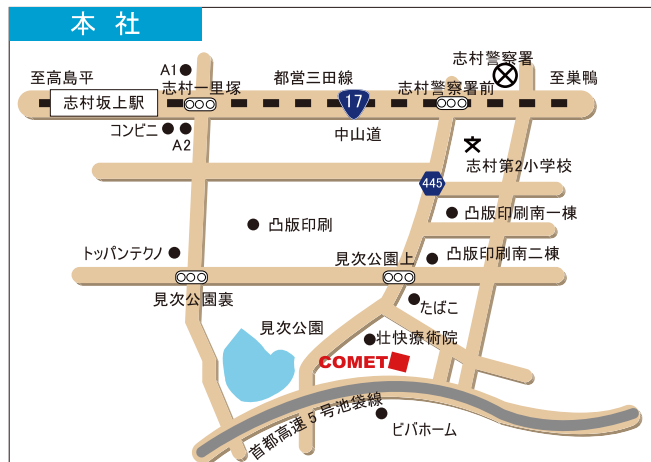 本社
志村警察署
至高島平
A1
志村一里塚
都営三田線
志村警察署前
至巣鴨
志村坂上駅
17
コンビニ
A2
中山道
志村第2小学校
445
凸版印刷
凸版印刷南一棟
トッパンテクノ
見次公園上
凸版印刷南二棟
見次公園裏
たばこ
見次公園
壮快療術院
COMET
首都高速5号池袋線
ビバホーム